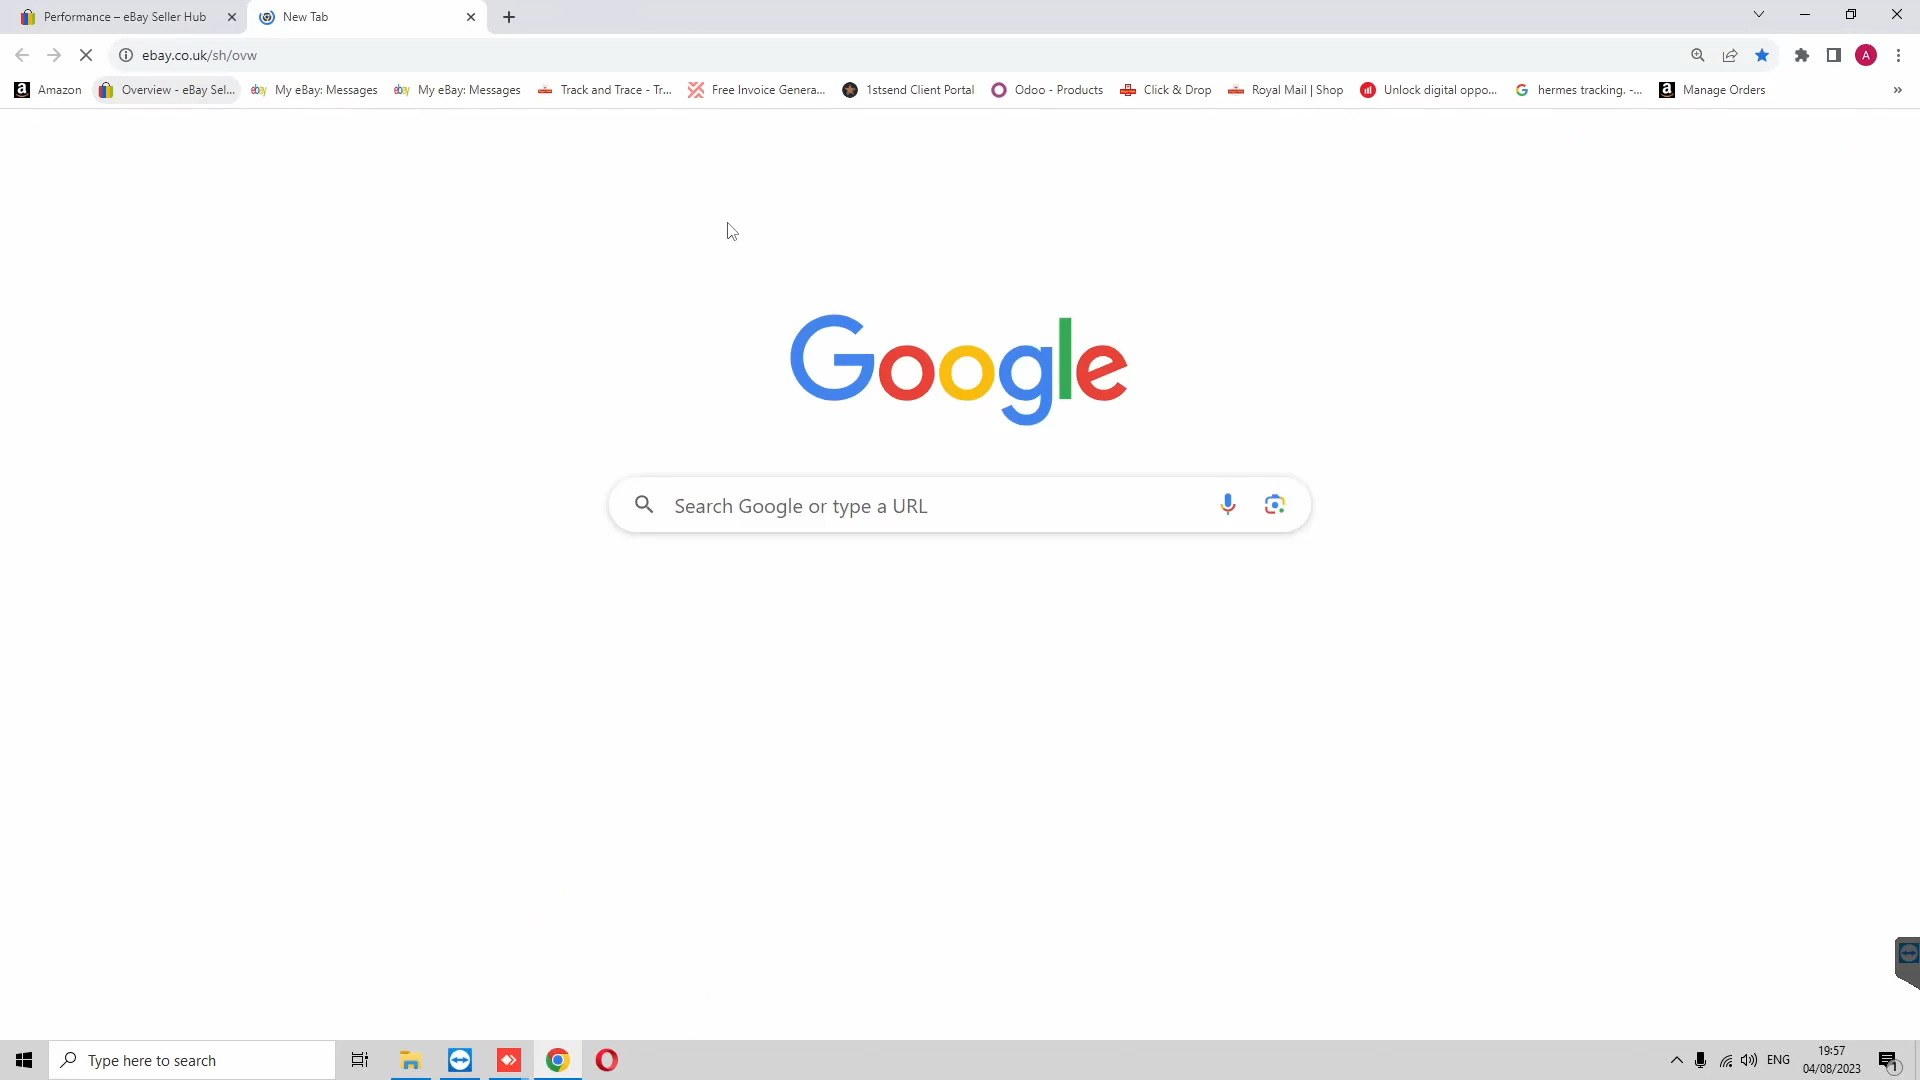 Performance – eBay Seller Hub
New Tab
ebay.co.uk/sh/ovw
A
Amazon
Overview - eBay Sel...
ebay
My eBay: Messages
ebay
My eBay: Messages
Track and Trace - Tr...
Free Invoice Genera...
1stsend Client Portal
Odoo - Products
Click & Drop
Royal Mail | Shop
Unlock digital oppo...
hermes tracking. -...
Manage Orders
»
Google
Search Google or type a URL
Type here to search
ENG
19:57
04/08/2023
1